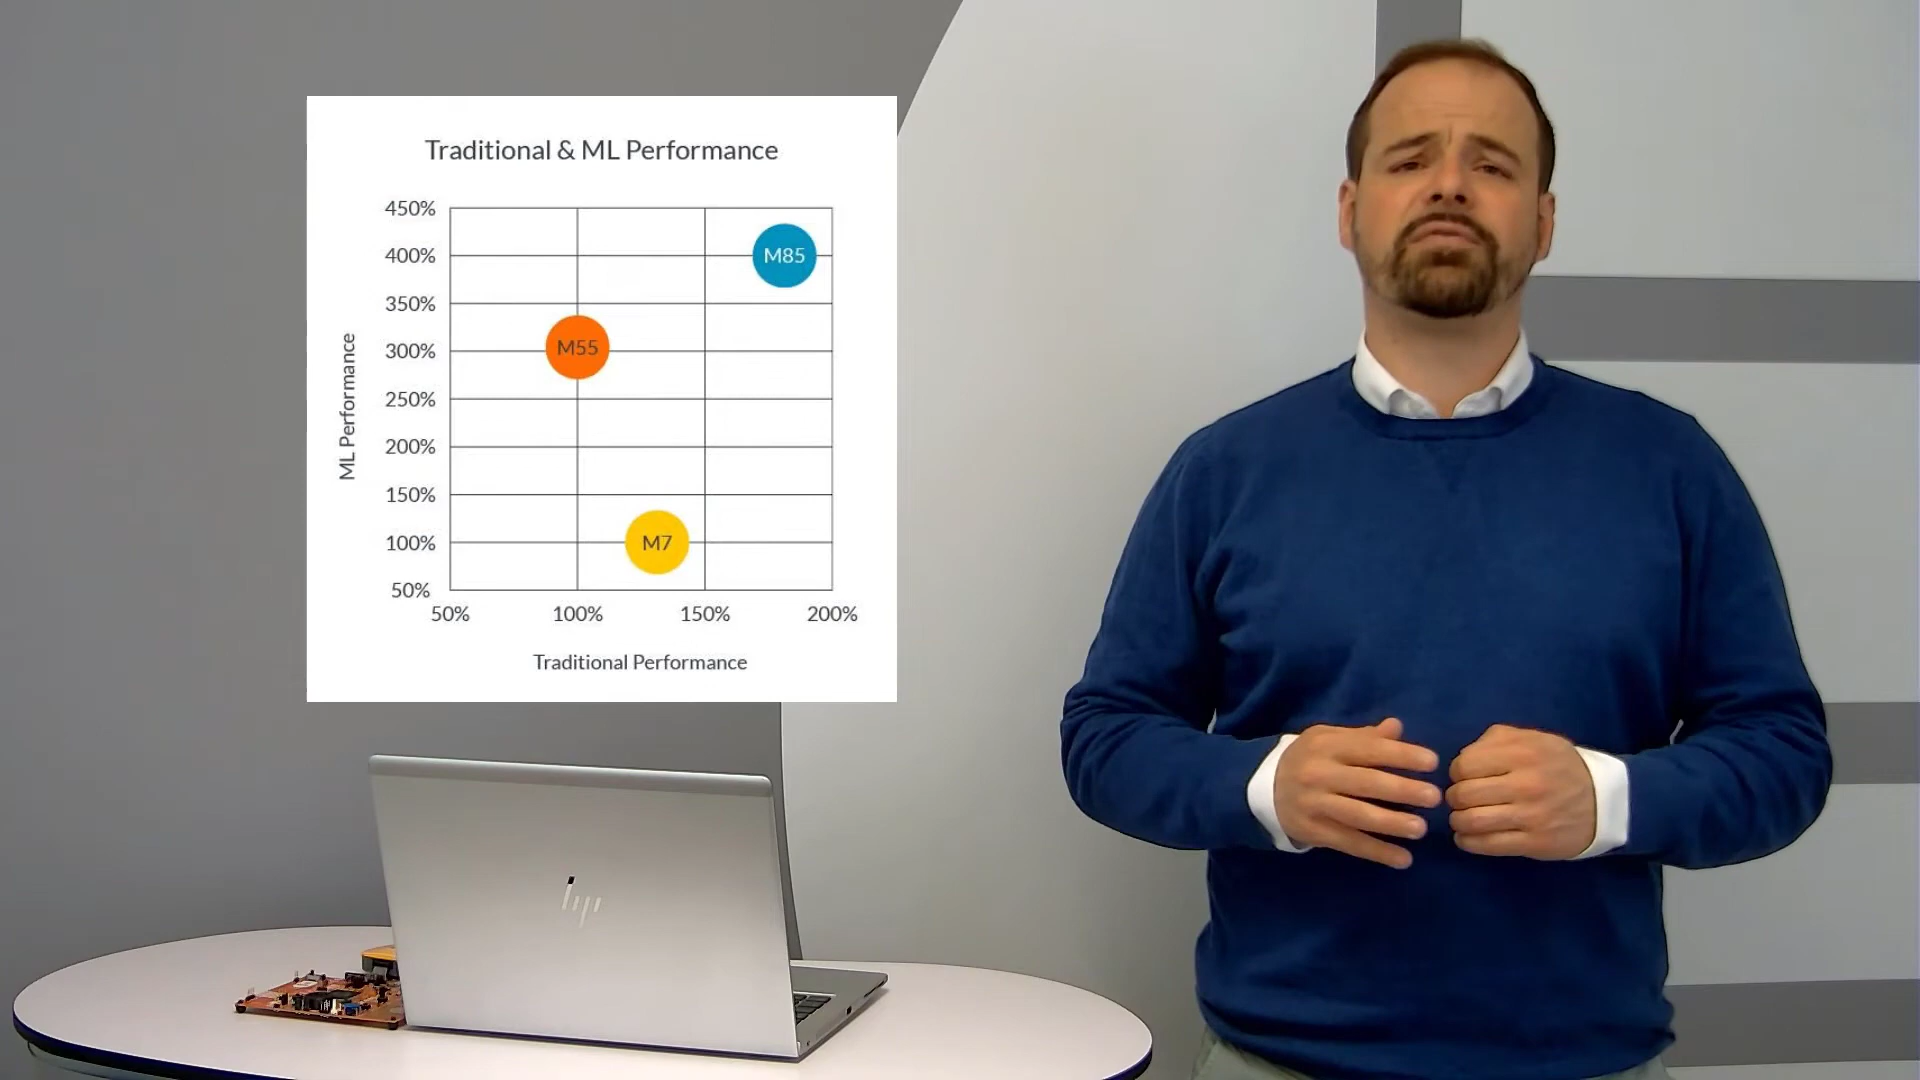 Traditional & ML Performance
450%
400%
350%
300%
250%
200%
150%
100%
50%
ML Performance
M85
M55
M7
50% 100% 150% 200%
Traditional Performance
hp